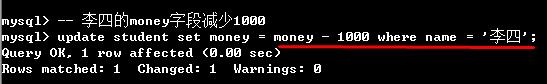 mysql> -- 李四的money字段减少1000
mysql> update student set money = money - 1000 where name = '李四';
Query OK, 1 row affected (0.00 sec)
Rows matched: 1  Changed: 1  Warnings: 0